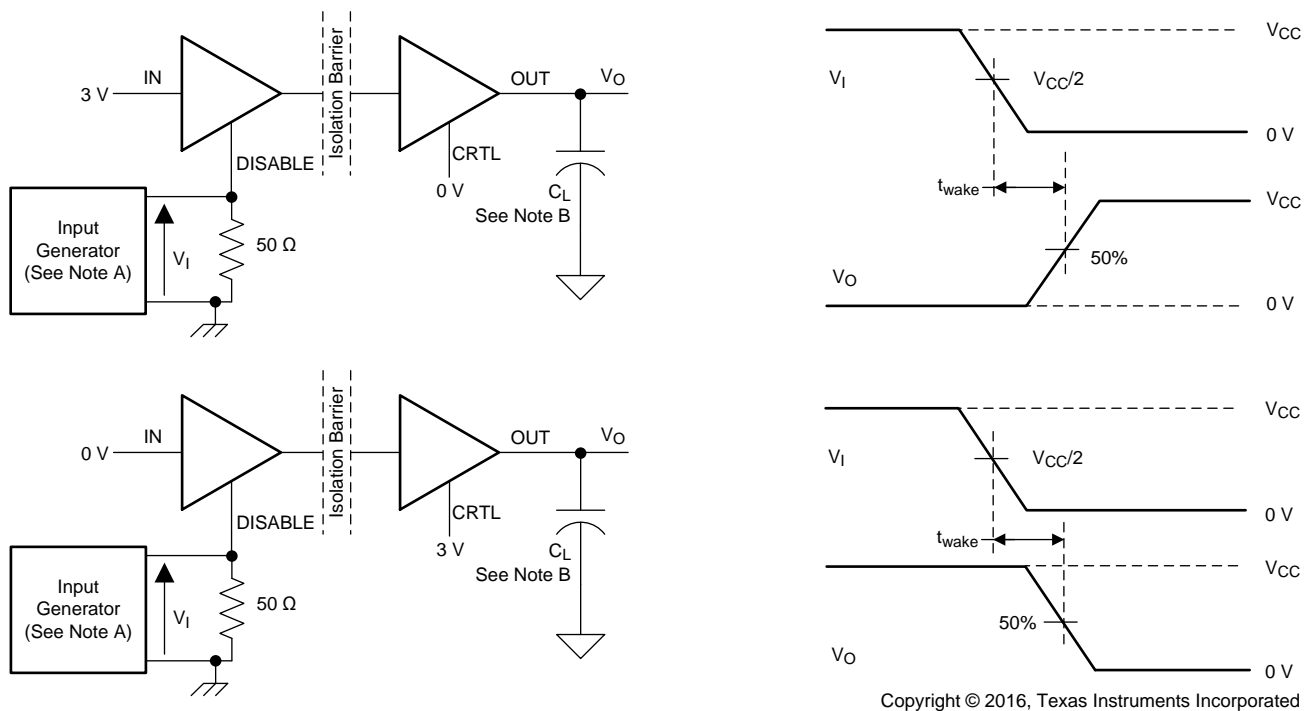 IN
3 V
DISABLE
Isolation Barrier
OUT
VO
CRTL
0 V
CL
See Note B
Input
Generator
(See Note A)
VI
50 Ω
VCC
VI
VCC/2
0 V
twake
VCC
50%
VO
0 V
IN
0 V
DISABLE
Isolation Barrier
OUT
VO
CRTL
3 V
CL
See Note B
Input
Generator
(See Note A)
VI
50 Ω
VCC
VI
VCC/2
0 V
twake
VCC
50%
VO
0 V
Copyright © 2016, Texas Instruments Incorporated